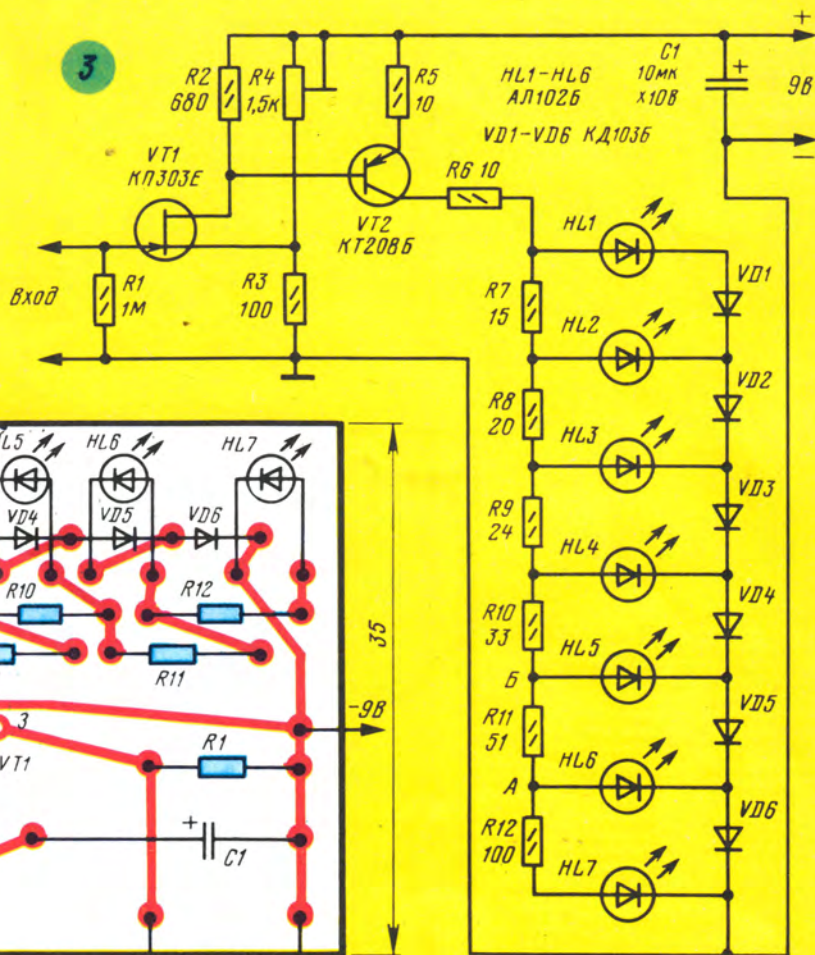 3
R2
680
R4
1,5к
R5
10
HL1-HL6
АЛ102Б
VD1-VD6 КД103Б
C1
10мк
x10В
+
+
9В
−
VT1
КП303Е
VT2
КТ208Б
R6 10
Вход
R1
1М
R3
100
HL1
VD1
R7
15
HL2
VD2
R8
20
HL3
VD3
R9
24
HL4
VD4
R10
33
HL5
Б
VD5
R11
51
HL6
А
VD6
R12
100
HL7
L5
HL6
HL7
VD4
VD5
VD6
R10
R12
R11
35
-9В
3
VT1
R1
+
C1